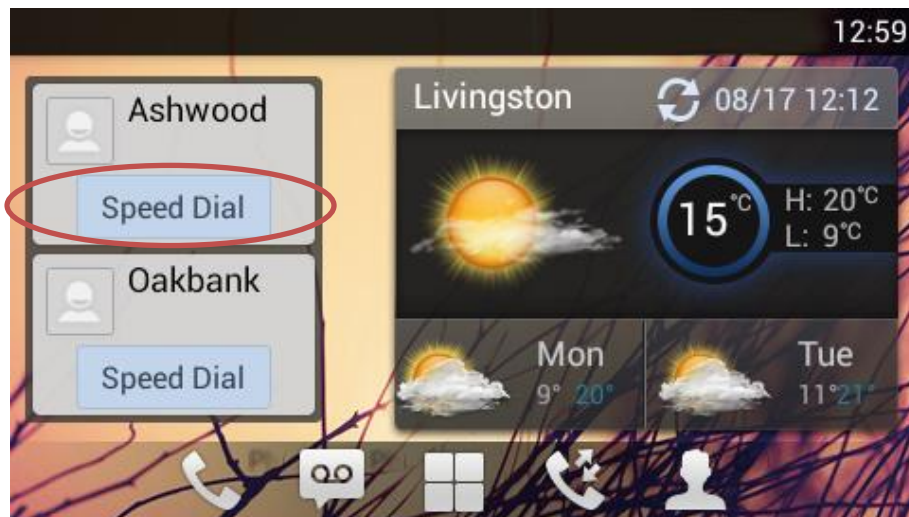 12:59
Ashwood
Speed Dial
Oakbank
Speed Dial
Livingston 08/17 12:12
15°C
H: 20°C
L: 9°C
Mon
9° 20°
Tue
11° 21°